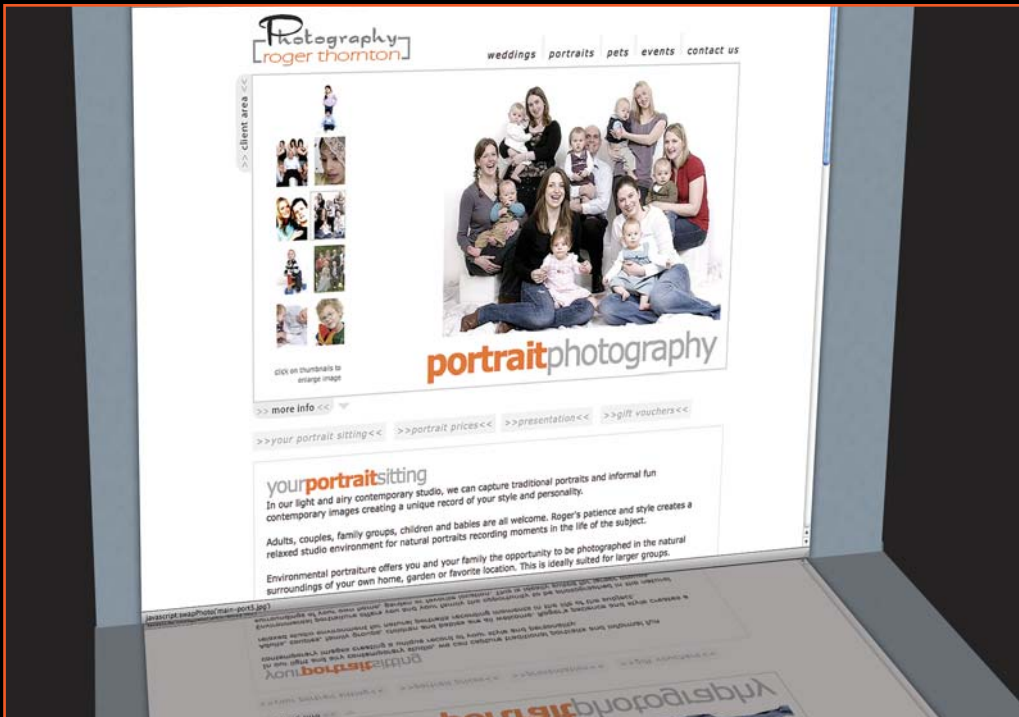 Photography
roger thornton
weddings portraits pets events contact us
>> client area <<
click on thumbnails to
enlarge image
portraitphotography
>> more info <<
>>your portrait sitting<< >>portrait prices<< >>presentation<< >>gift vouchers<<
yourportraitsitting
In our light and airy contemporary studio, we can capture traditional portraits and informal fun
contemporary images creating a unique record of your style and personality.
Adults, couples, family groups, children and babies are all welcome. Roger's patience and style creates a
relaxed studio environment for natural portraits recording moments in the life of the subject.
Environmental portraiture offers you and your family the opportunity to be photographed in the natural
surroundings of your own home, garden or favorite location. This is ideally suited for larger groups.
javascript:swapPhoto('main-port5.jpg')